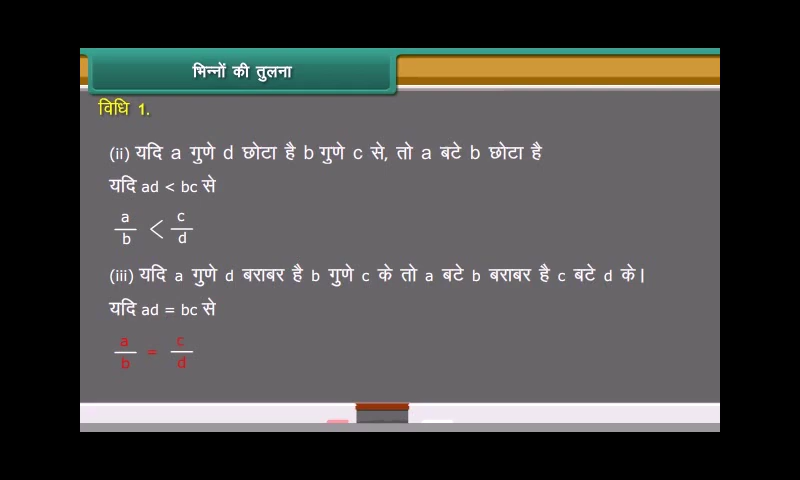 भिन्नों की तुलना
विधि 1.
(ii) यदि a गुणे d छोटा है b गुणे c से, तो a बटे b छोटा है
यदि ad < bc से
a/b < c/d
(iii) यदि a गुणे d बराबर है b गुणे c के तो a बटे b बराबर है c बटे d के।
यदि ad = bc से
a/b = c/d